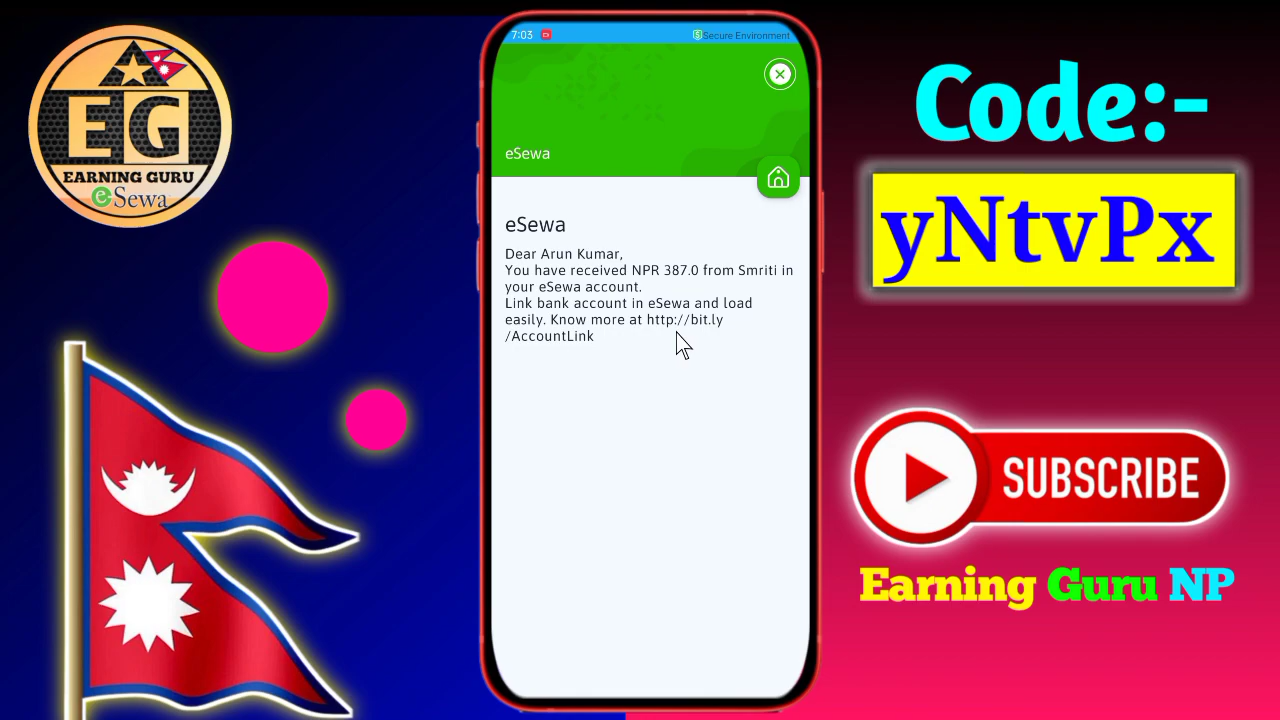 EG
EARNING GURU
eSewa
7:03
Secure Environment
eSewa
eSewa
Dear Arun Kumar,
You have received NPR 387.0 from Smriti in
your eSewa account.
Link bank account in eSewa and load
easily. Know more at http://bit.ly
/AccountLink
Code:-
yNtvPx
SUBSCRIBE
Earning Guru NP